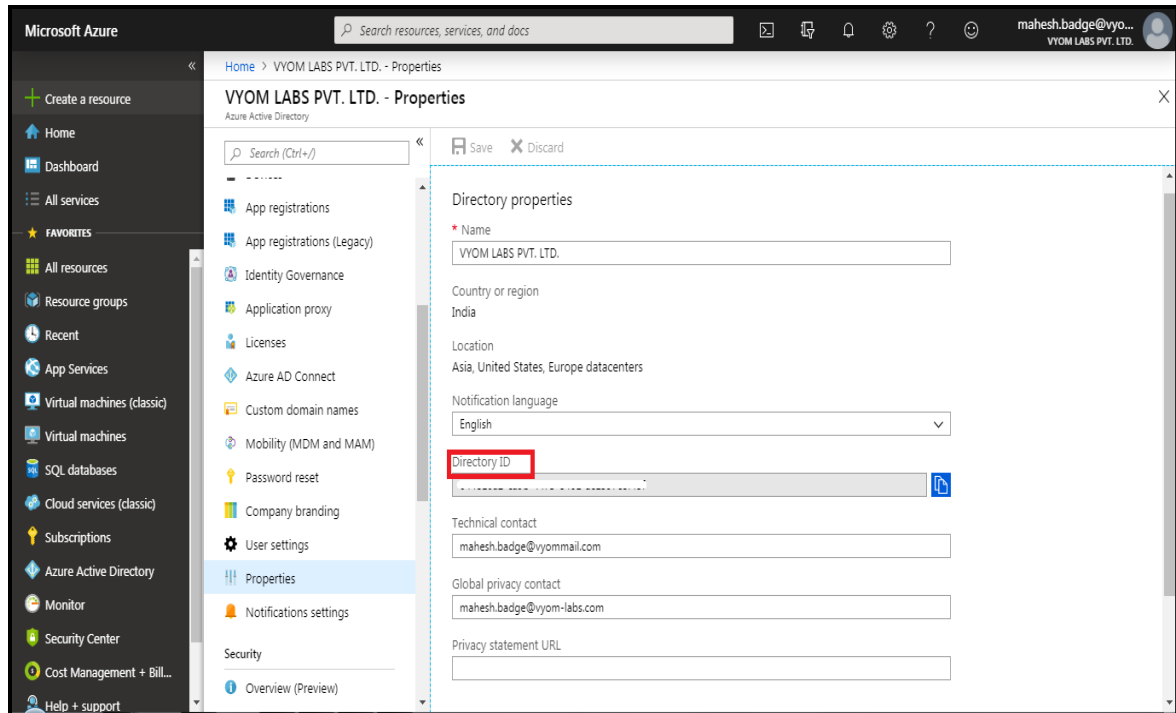 Microsoft Azure
Search resources, services, and docs
mahesh.badge@vyo...
VYOM LABS PVT. LTD.
Create a resource
Home
Dashboard
All services
FAVORITES
All resources
Resource groups
Recent
App Services
Virtual machines (classic)
Virtual machines
SQL databases
Cloud services (classic)
Subscriptions
Azure Active Directory
Monitor
Security Center
Cost Management + Bill...
Help + support
Home > VYOM LABS PVT. LTD. - Properties
VYOM LABS PVT. LTD. - Properties
Azure Active Directory
Search (Ctrl+/)
App registrations
App registrations (Legacy)
Identity Governance
Application proxy
Licenses
Azure AD Connect
Custom domain names
Mobility (MDM and MAM)
Password reset
Company branding
User settings
Properties
Notifications settings
Security
Overview (Preview)
Save Discard
Directory properties
* Name
VYOM LABS PVT. LTD.
Country or region
India
Location
Asia, United States, Europe datacenters
Notification language
English
Directory ID
Technical contact
mahesh.badge@vyommail.com
Global privacy contact
mahesh.badge@vyom-labs.com
Privacy statement URL